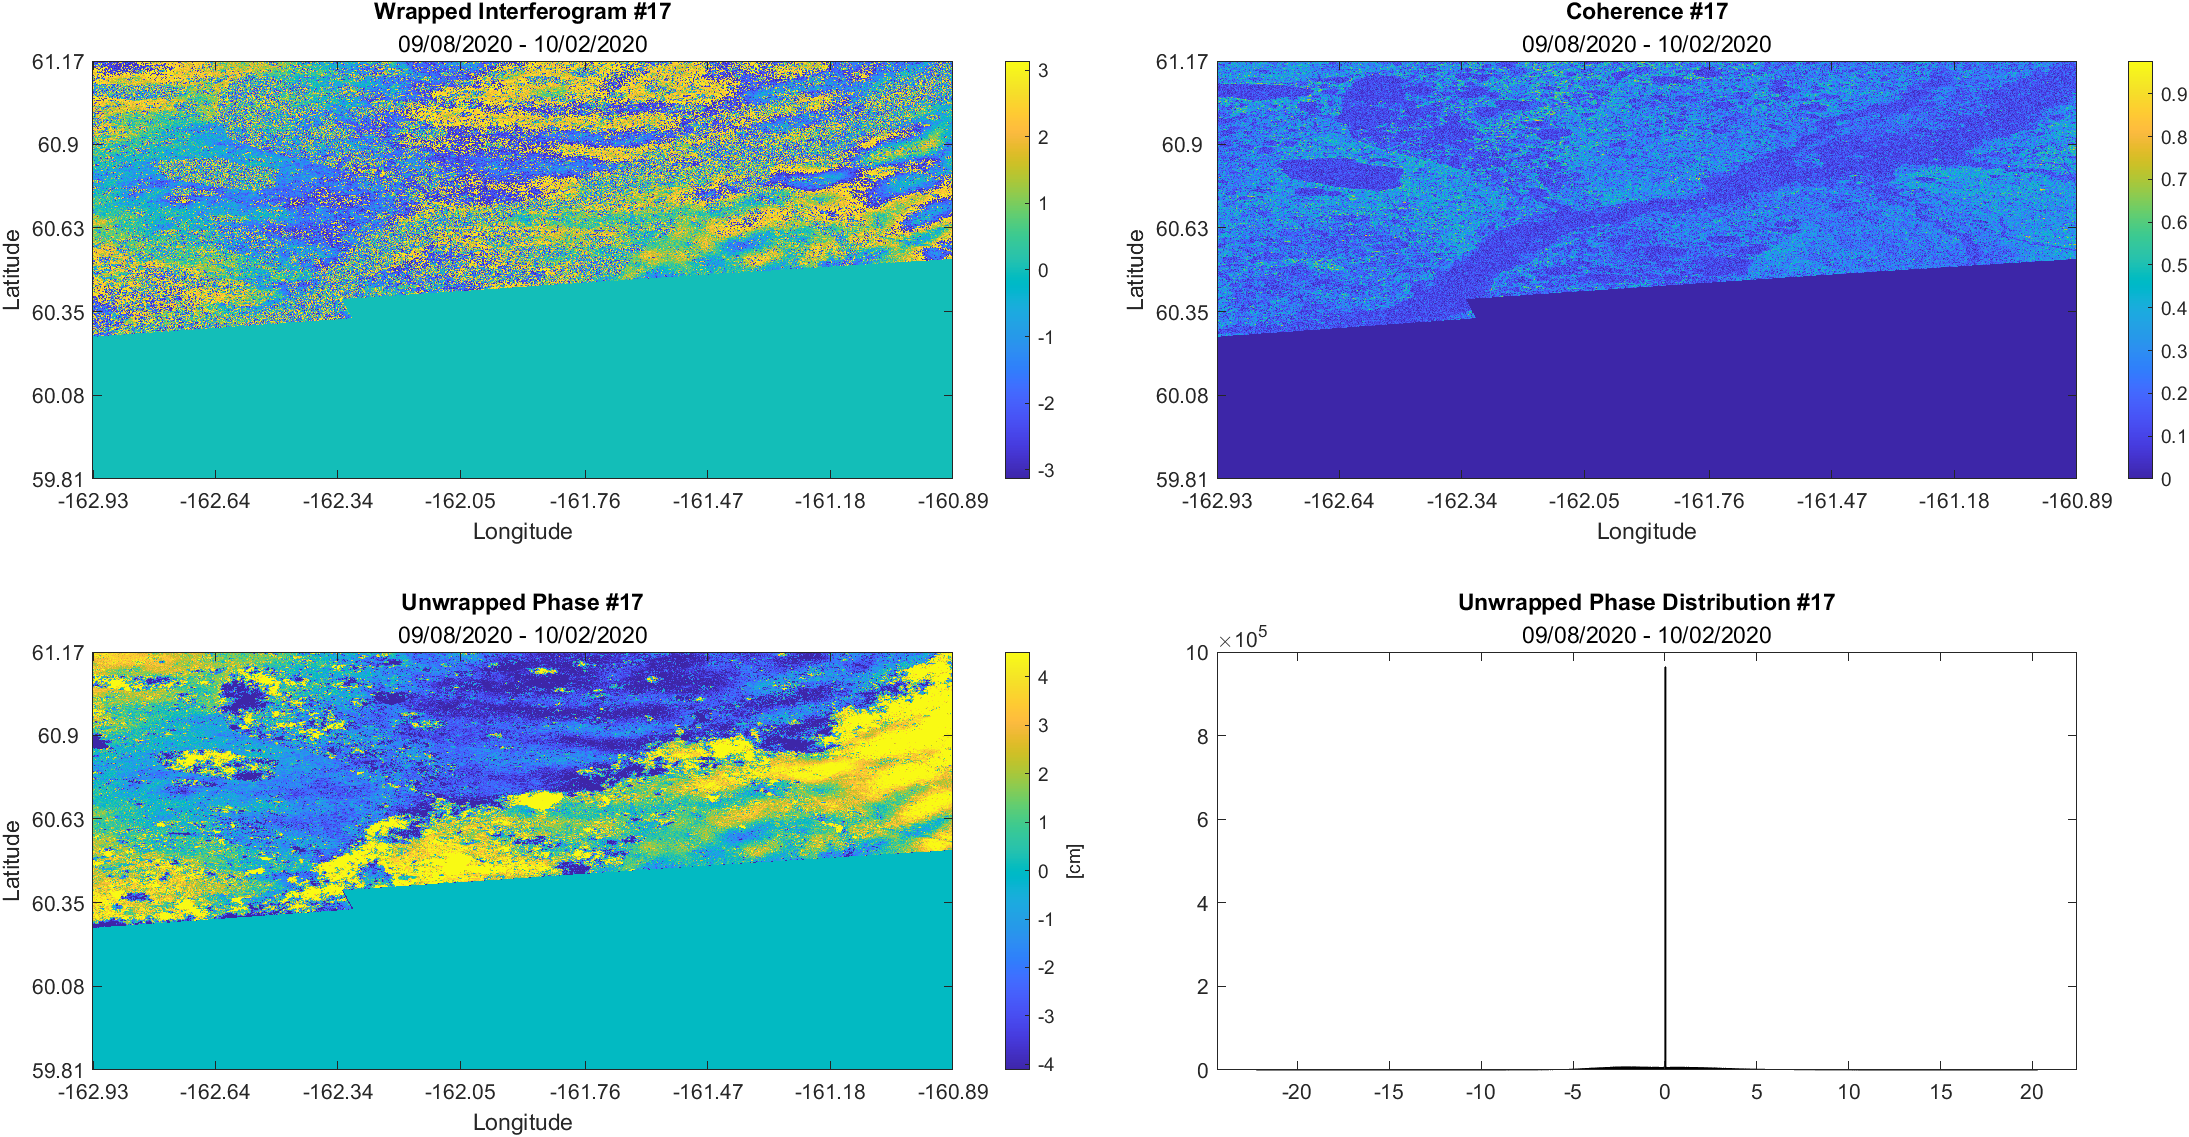 Wrapped Interferogram #17
09/08/2020 - 10/02/2020
61.17
60.9
60.63
60.35
60.08
59.81
Latitude
-162.93 -162.64 -162.34 -162.05 -161.76 -161.47 -161.18 -160.89
Longitude
3
2
1
0
-1
-2
-3
Coherence #17
09/08/2020 - 10/02/2020
61.17
60.9
60.63
60.35
60.08
59.81
Latitude
-162.93 -162.64 -162.34 -162.05 -161.76 -161.47 -161.18 -160.89
Longitude
0.9
0.8
0.7
0.6
0.5
0.4
0.3
0.2
0.1
0
Unwrapped Phase #17
09/08/2020 - 10/02/2020
61.17
60.9
60.63
60.35
60.08
59.81
Latitude
-162.93 -162.64 -162.34 -162.05 -161.76 -161.47 -161.18 -160.89
Longitude
4
3
2
1
0
-1
-2
-3
-4
[cm]
Unwrapped Phase Distribution #17
09/08/2020 - 10/02/2020
×10⁵
10
8
6
4
2
0
-20 -15 -10 -5 0 5 10 15 20